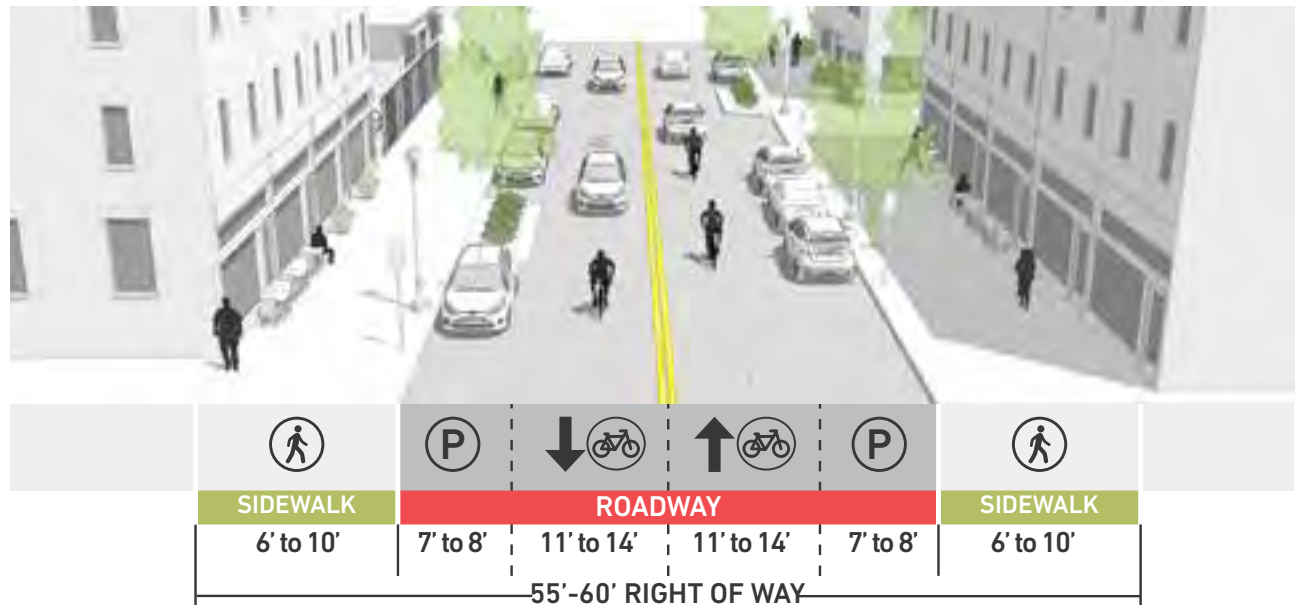 P P
SIDEWALK ROADWAY SIDEWALK
6’ to 10’ 7’ to 8’ 11’ to 14’ 11’ to 14’ 7’ to 8’ 6’ to 10’
55’-60’ RIGHT OF WAY